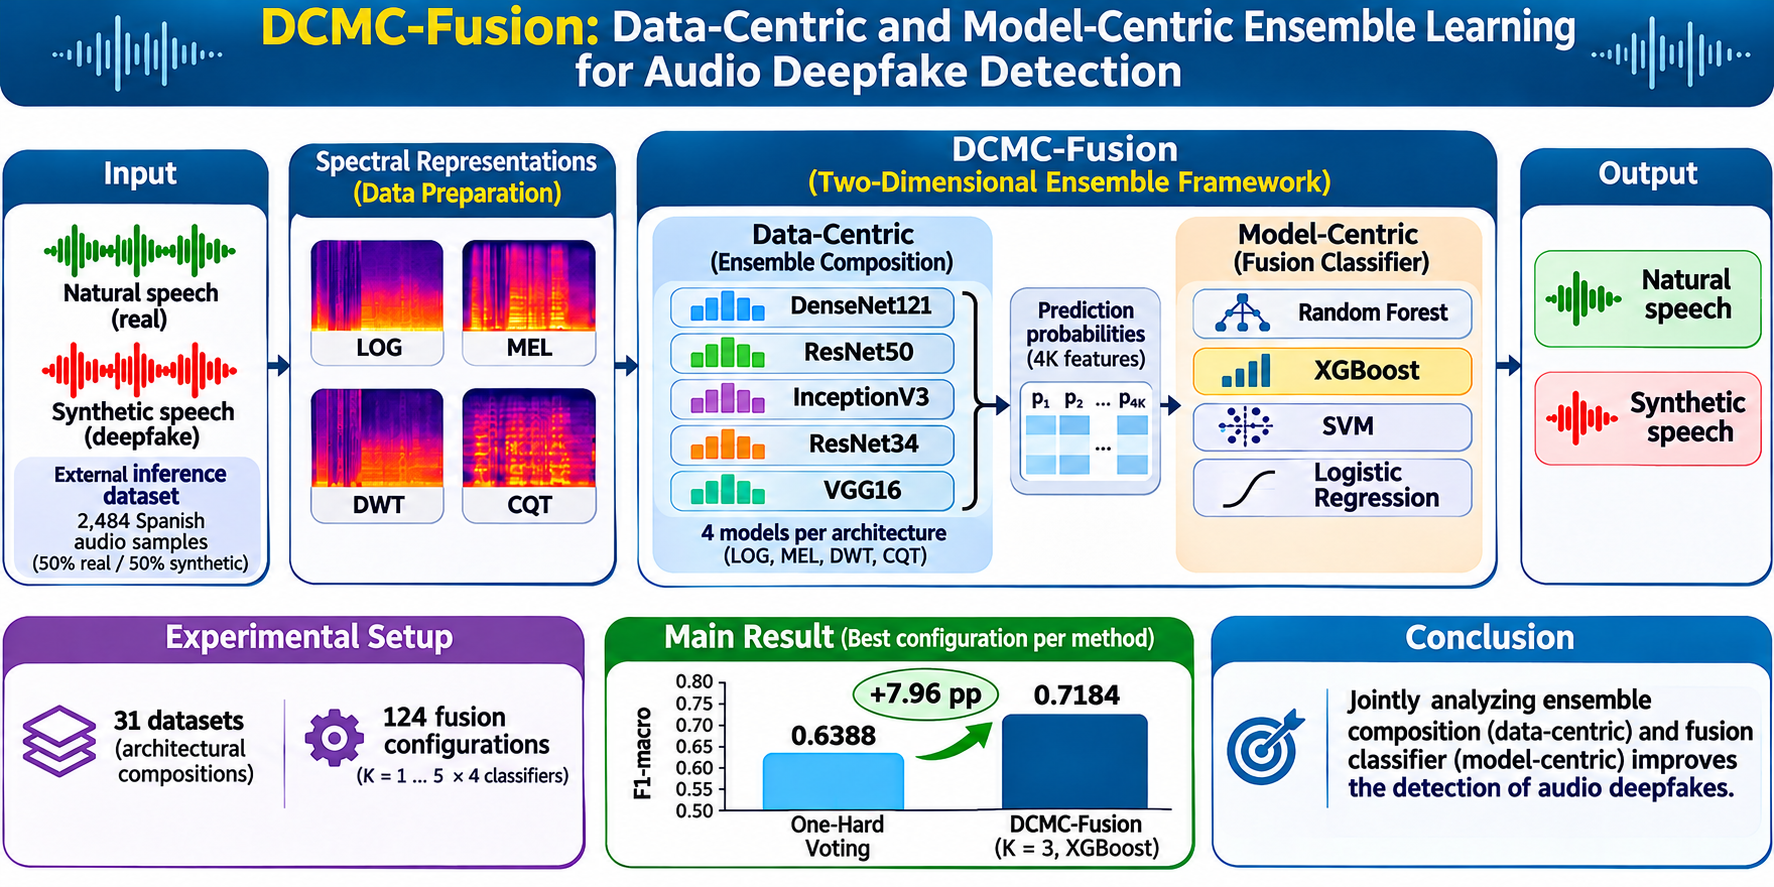 DCMC-Fusion: Data-Centric and Model-Centric Ensemble Learning
for Audio Deepfake Detection
Input
Natural speech
(real)
Synthetic speech
(deepfake)
External inference
dataset
2,484 Spanish
audio samples
(50% real / 50% synthetic)
Spectral Representations
(Data Preparation)
LOG
MEL
DWT
CQT
DCMC-Fusion
(Two-Dimensional Ensemble Framework)
Data-Centric
(Ensemble Composition)
DenseNet121
ResNet50
InceptionV3
ResNet34
VGG16
4 models per architecture
(LOG, MEL, DWT, CQT)
Prediction
probabilities
(4K features)
p1 p2 ... p4K
...
Model-Centric
(Fusion Classifier)
Random Forest
XGBoost
SVM
Logistic
Regression
Output
Natural
speech
Synthetic
speech
Experimental Setup
31 datasets
(architectural
compositions)
124 fusion
configurations
(K = 1 ... 5 × 4 classifiers)
Main Result (Best configuration per method)
F1-macro
0.80
0.75
0.70
0.65
0.60
0.55
0.50
0.6388
+7.96 pp
0.7184
One-Hard
Voting
DCMC-Fusion
(K = 3, XGBoost)
Conclusion
Jointly analyzing ensemble
composition (data-centric) and fusion
classifier (model-centric) improves
the detection of audio deepfakes.